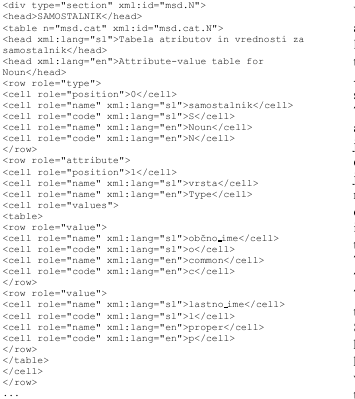 <div type="section" xml:id="msd.N">
<head>SAMOSTALNIK</head>
<table n="msd.cat" xml:id="msd.cat.N">
<head xml:lang="sl">Tabela atributov in vrednosti za
samostalnik</head>
<head xml:lang="en">Attribute-value table for
Noun</head>
<row role="type">
<cell role="position">0</cell>
<cell role="name" xml:lang="sl">samostalnik</cell>
<cell role="code" xml:lang="sl">S</cell>
<cell role="name" xml:lang="en">Noun</cell>
<cell role="code" xml:lang="en">N</cell>
</row>
<row role="attribute">
<cell role="position">1</cell>
<cell role="name" xml:lang="sl">vrsta</cell>
<cell role="name" xml:lang="en">Type</cell>
<cell role="values">
<table>
<row role="value">
<cell role="name" xml:lang="sl">občno_ime</cell>
<cell role="code" xml:lang="sl">o</cell>
<cell role="name" xml:lang="en">common</cell>
<cell role="code" xml:lang="en">c</cell>
</row>
<row role="value">
<cell role="name" xml:lang="sl">lastno_ime</cell>
<cell role="code" xml:lang="sl">l</cell>
<cell role="name" xml:lang="en">proper</cell>
<cell role="code" xml:lang="en">p</cell>
</row>
</table>
</cell>
</row>
...